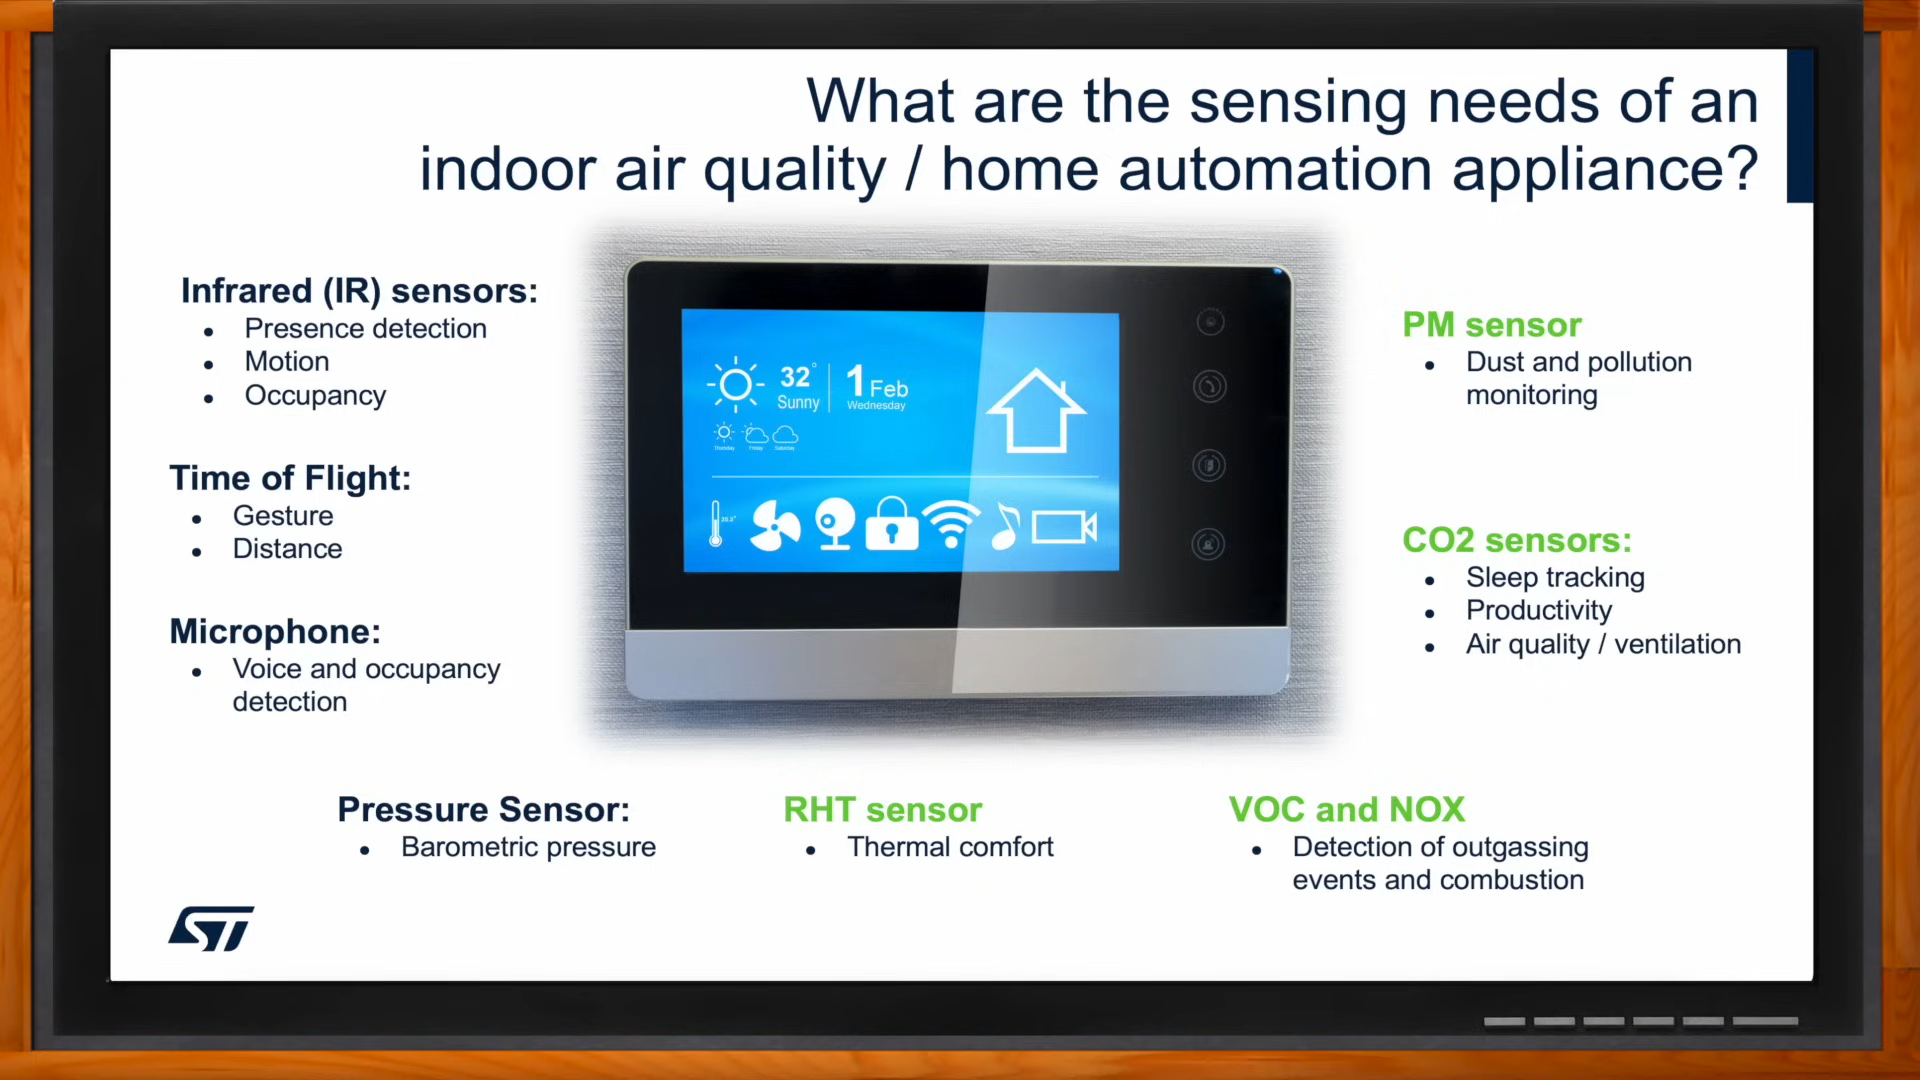 What are the sensing needs of an
indoor air quality / home automation appliance?
Infrared (IR) sensors:
Presence detection
Motion
Occupancy
Time of Flight:
Gesture
Distance
Microphone:
Voice and occupancy
detection
32°
Sunny
1 Feb
Wednesday
Thursday
Friday
Saturday
PM sensor
Dust and pollution
monitoring
CO2 sensors:
Sleep tracking
Productivity
Air quality / ventilation
Pressure Sensor:
Barometric pressure
RHT sensor
Thermal comfort
VOC and NOX
Detection of outgassing
events and combustion
ST